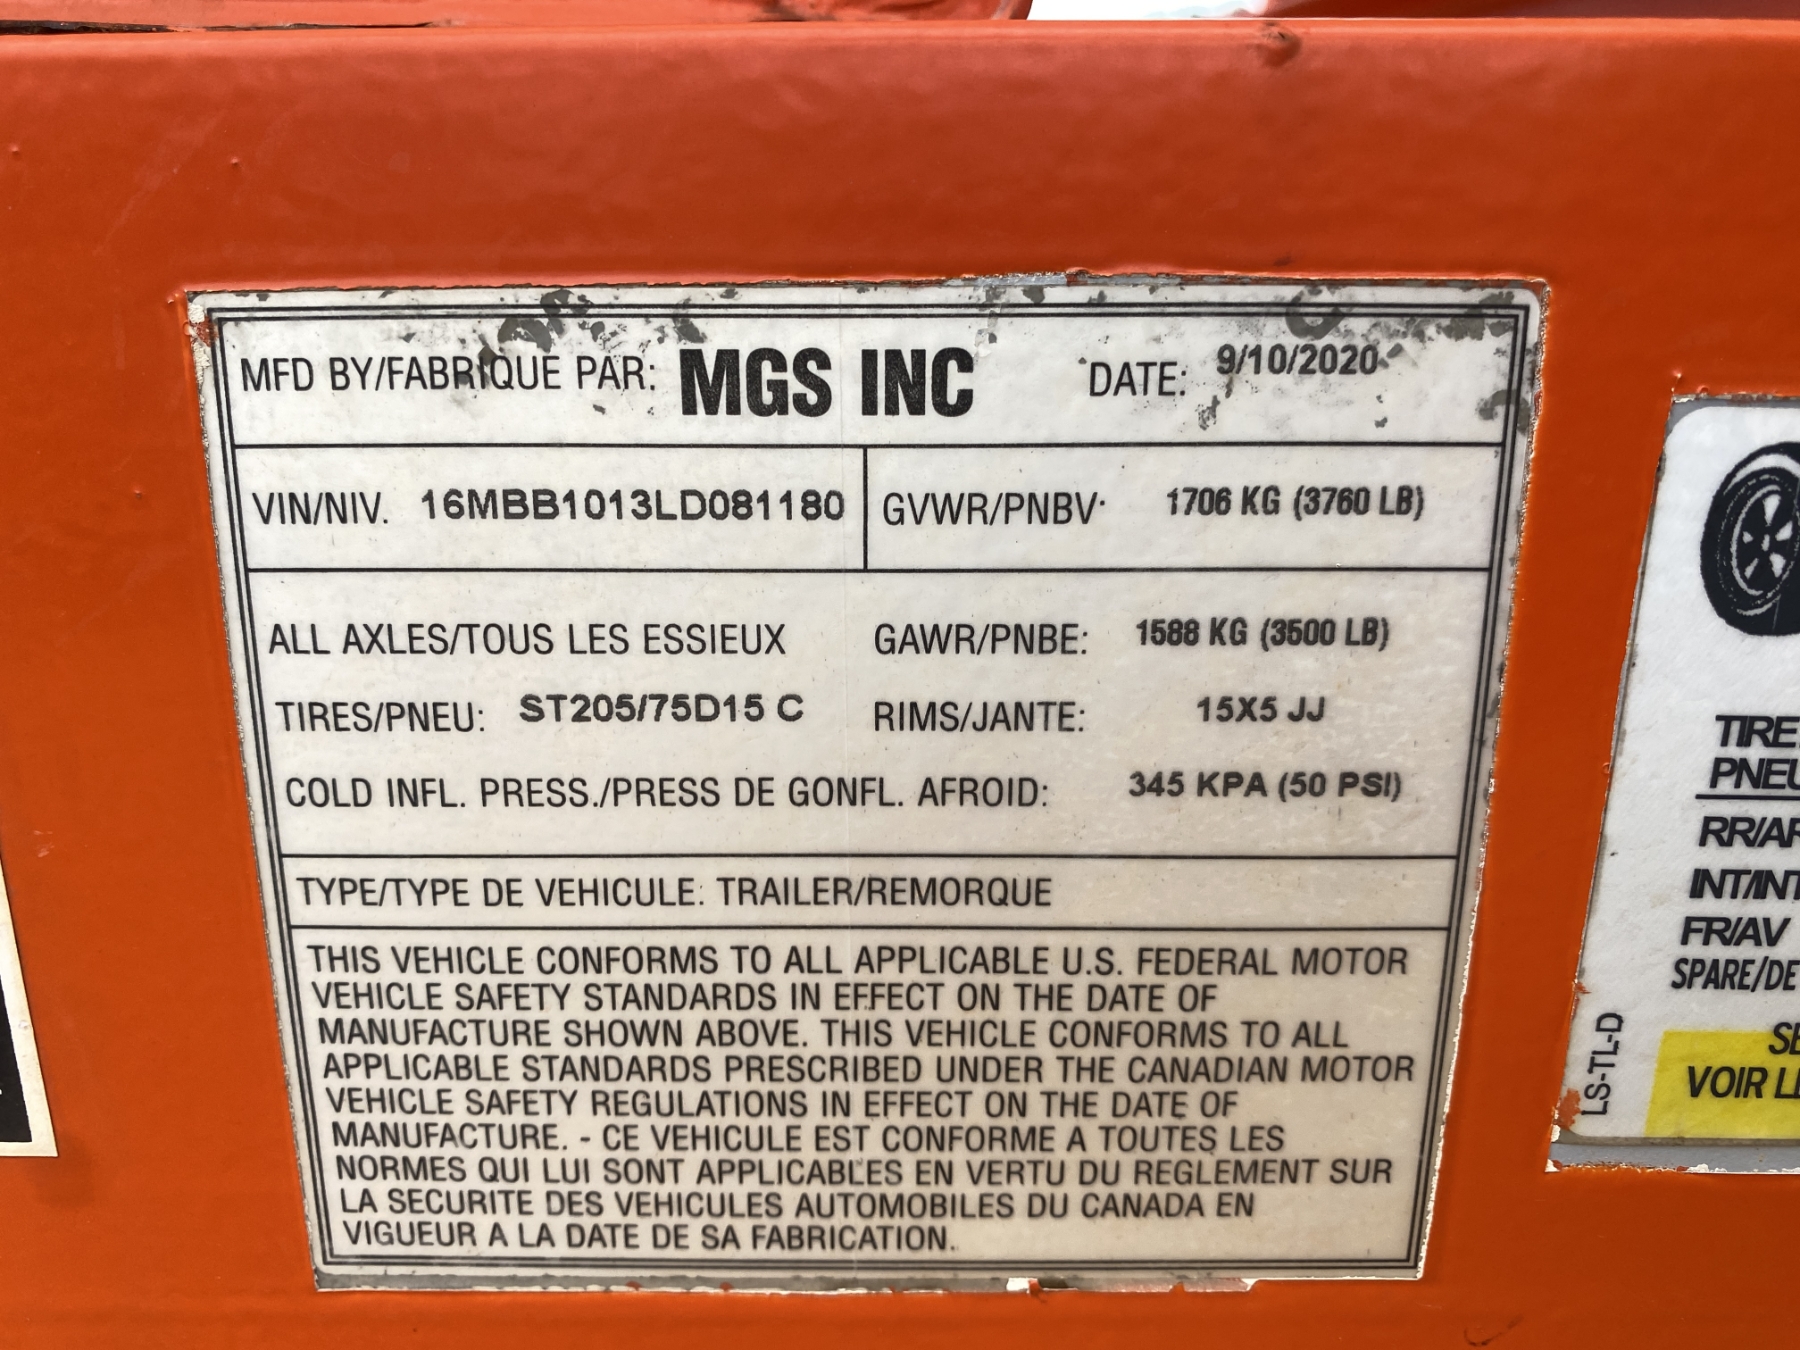 MFD BY/FABRIQUE PAR: MGS INC DATE: 9/10/2020
VIN/NIV. 16MBB1013LD081180 GVWR/PNBV: 1706 KG (3760 LB)
ALL AXLES/TOUS LES ESSIEUX GAWR/PNBE: 1588 KG (3500 LB)
TIRES/PNEU: ST205/75D15 C RIMS/JANTE: 15X5 JJ
COLD INFL. PRESS./PRESS DE GONFL. AFROID: 345 KPA (50 PSI)
TYPE/TYPE DE VEHICULE: TRAILER/REMORQUE
THIS VEHICLE CONFORMS TO ALL APPLICABLE U.S. FEDERAL MOTOR
VEHICLE SAFETY STANDARDS IN EFFECT ON THE DATE OF
MANUFACTURE SHOWN ABOVE. THIS VEHICLE CONFORMS TO ALL
APPLICABLE STANDARDS PRESCRIBED UNDER THE CANADIAN MOTOR
VEHICLE SAFETY REGULATIONS IN EFFECT ON THE DATE OF
MANUFACTURE. - CE VEHICULE EST CONFORME A TOUTES LES
NORMES QUI LUI SONT APPLICABLES EN VERTU DU REGLEMENT SUR
LA SECURITE DES VEHICULES AUTOMOBILES DU CANADA EN
VIGUEUR A LA DATE DE SA FABRICATION.
TIRE
PNEU
RR/AR
INT/INT
FR/AV
SPARE/DE
SE
VOIR LE
LS-TL-D